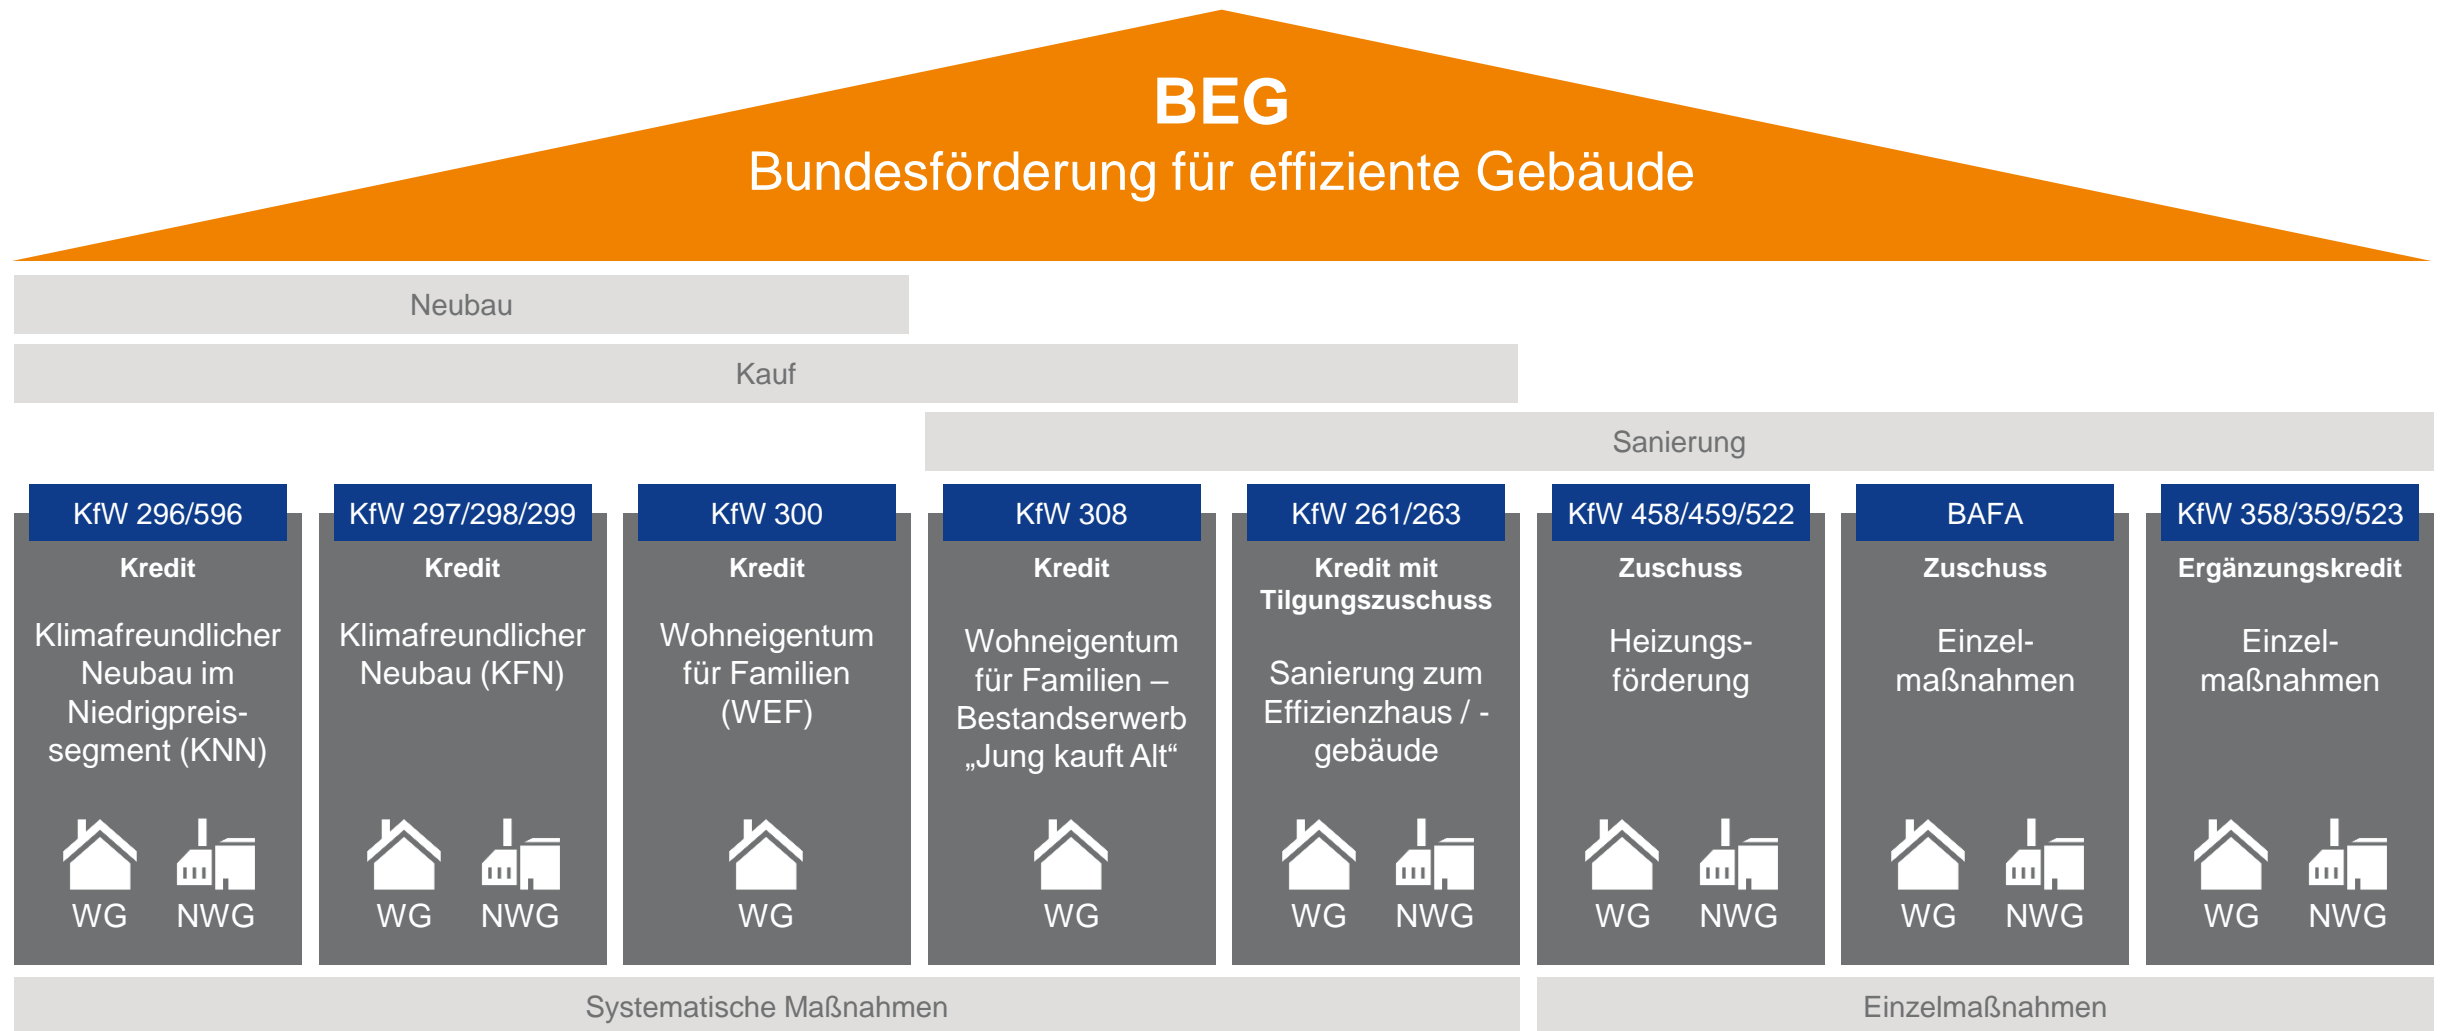 BEG
Bundesförderung für effiziente Gebäude
Neubau
Kauf
Sanierung
KfW 296/596
Kredit
Klimafreundlicher
Neubau im
Niedrigpreis-
segment (KNN)
WG NWG
KfW 297/298/299
Kredit
Klimafreundlicher
Neubau (KFN)
WG NWG
KfW 300
Kredit
Wohneigentum
für Familien
(WEF)
WG
KfW 308
Kredit
Wohneigentum
für Familien –
Bestandserwerb
„Jung kauft Alt“
WG
KfW 261/263
Kredit mit
Tilgungszuschuss
Sanierung zum
Effizienzhaus / -
gebäude
WG NWG
KfW 458/459/522
Zuschuss
Heizungs-
förderung
WG NWG
BAFA
Zuschuss
Einzel-
maßnahmen
WG NWG
KfW 358/359/523
Ergänzungskredit
Einzel-
maßnahmen
WG NWG
Systematische Maßnahmen
Einzelmaßnahmen